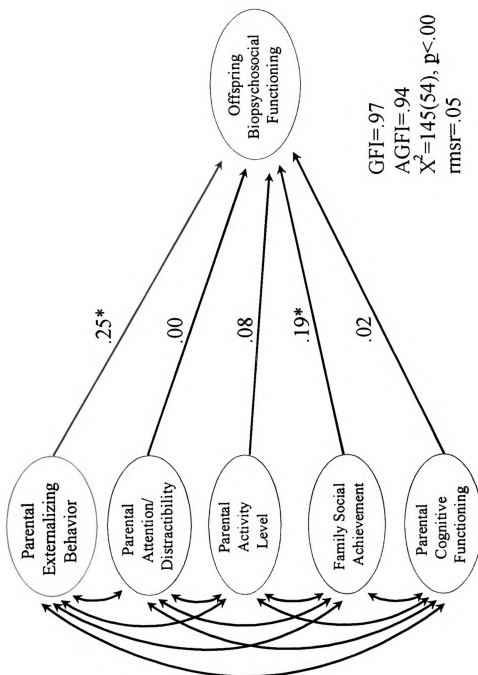 Parental
Externalizing
Behavior
Parental
Attention/
Distractibility
Parental
Activity
Level
Family Social
Achievement
Parental
Cognitive
Functioning
.25*
.00
.08
.19*
.02
Offspring
Biopsychosocial
Functioning
GFI=.97
AGFI=.94
X²=145(54), p<.00
rmsr=.05